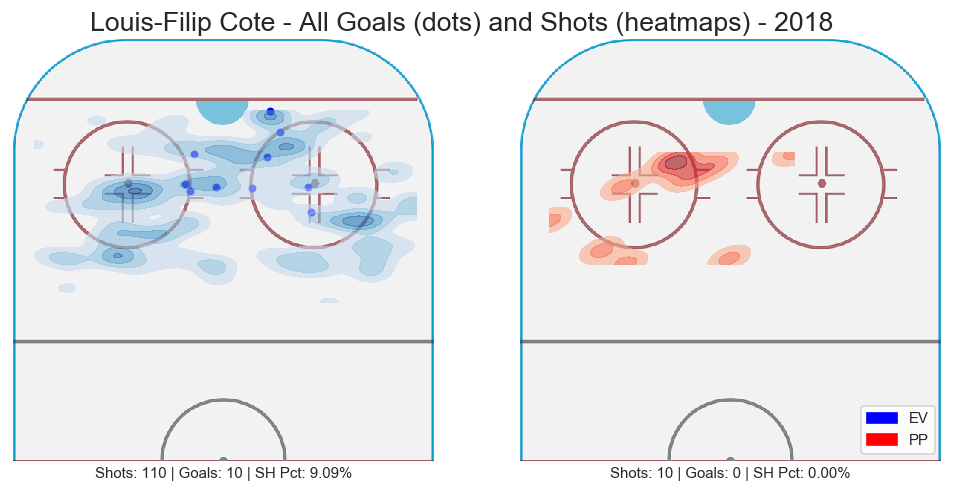 Louis-Filip Cote - All Goals (dots) and Shots (heatmaps) - 2018
EV
PP
Shots: 110 | Goals: 10 | SH Pct: 9.09%
Shots: 10 | Goals: 0 | SH Pct: 0.00%